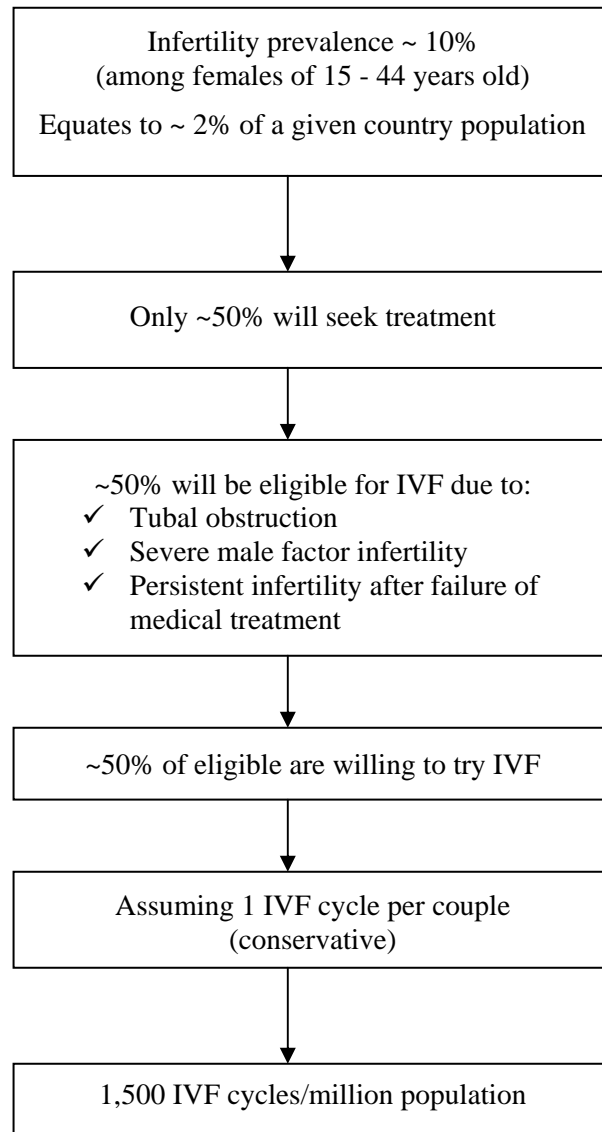 Infertility prevalence ~ 10%
(among females of 15 - 44 years old)
Equates to ~ 2% of a given country population
Only ~50% will seek treatment
~50% will be eligible for IVF due to:
✓ Tubal obstruction
✓ Severe male factor infertility
✓ Persistent infertility after failure of
medical treatment
~50% of eligible are willing to try IVF
Assuming 1 IVF cycle per couple
(conservative)
1,500 IVF cycles/million population